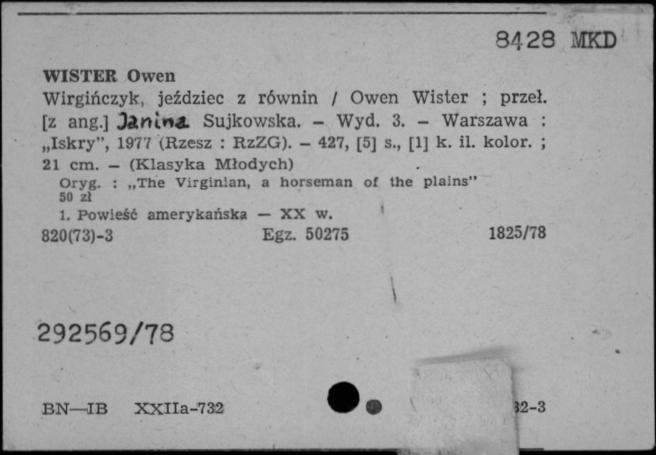 8428 MKD
WISTER Owen
Wirgińczyk, jeździec z równin / Owen Wister ; przeł.
[z ang.] Janina Sujkowska. — Wyd. 3. — Warszawa :
„Iskry”, 1977 (Rzesz : RzZG). — 427, [5] s., [1] k. il. kolor. ;
21 cm. — (Klasyka Młodych)
Oryg. : „The Virginian, a horseman of the plains”
50 zł
1. Powieść amerykańska — XX w.
820(73)-3 Egz. 50275 1825/78
292569/78
BN—IB XXIIa-732 32-3